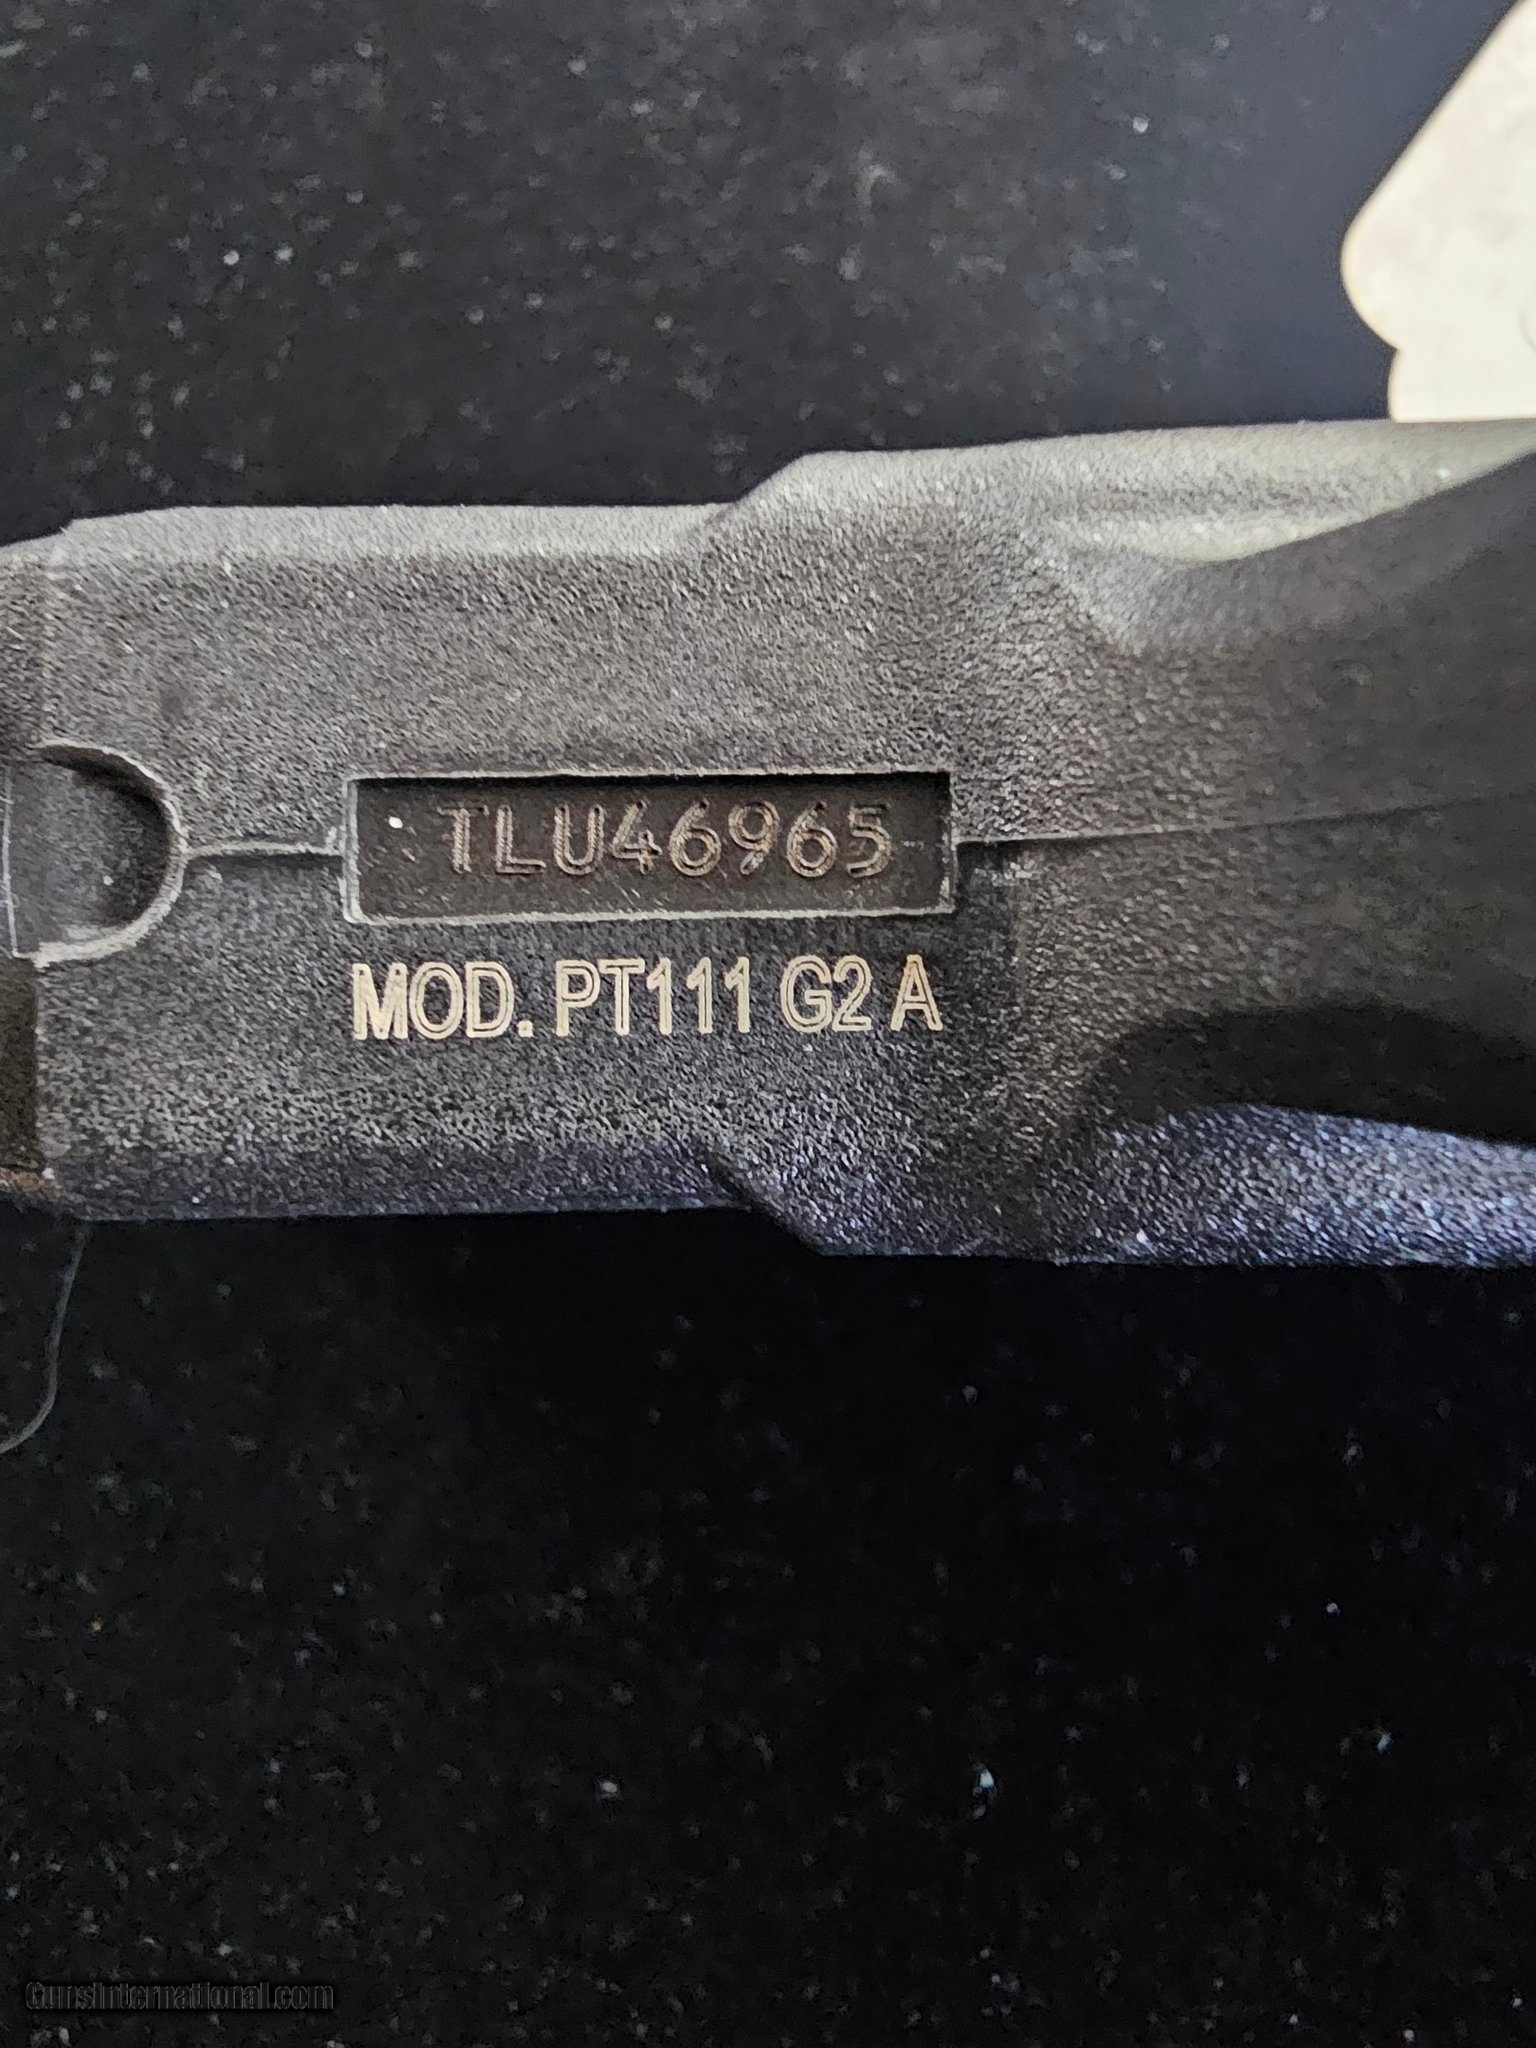 TLU46965
MOD. PT111 G2 A
GunsInternational.com